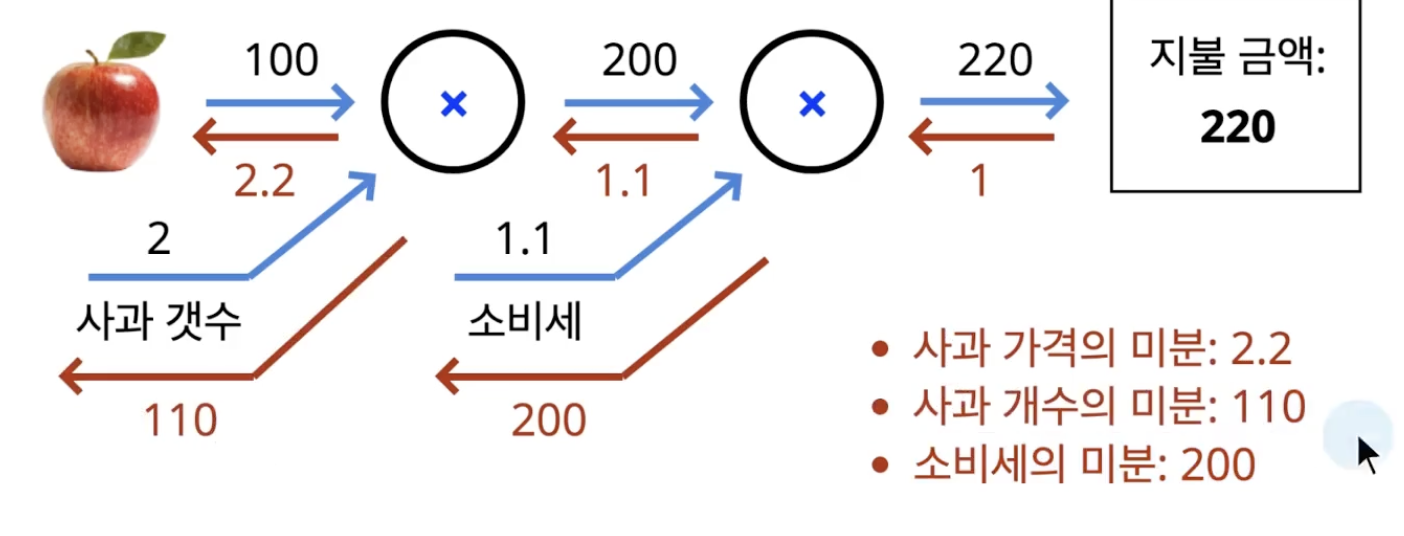 100
200
220
지불 금액:
220
×
×
2.2
1.1
1
2
1.1
사과 갯수
소비세
110
200
• 사과 가격의 미분: 2.2
• 사과 개수의 미분: 110
• 소비세의 미분: 200